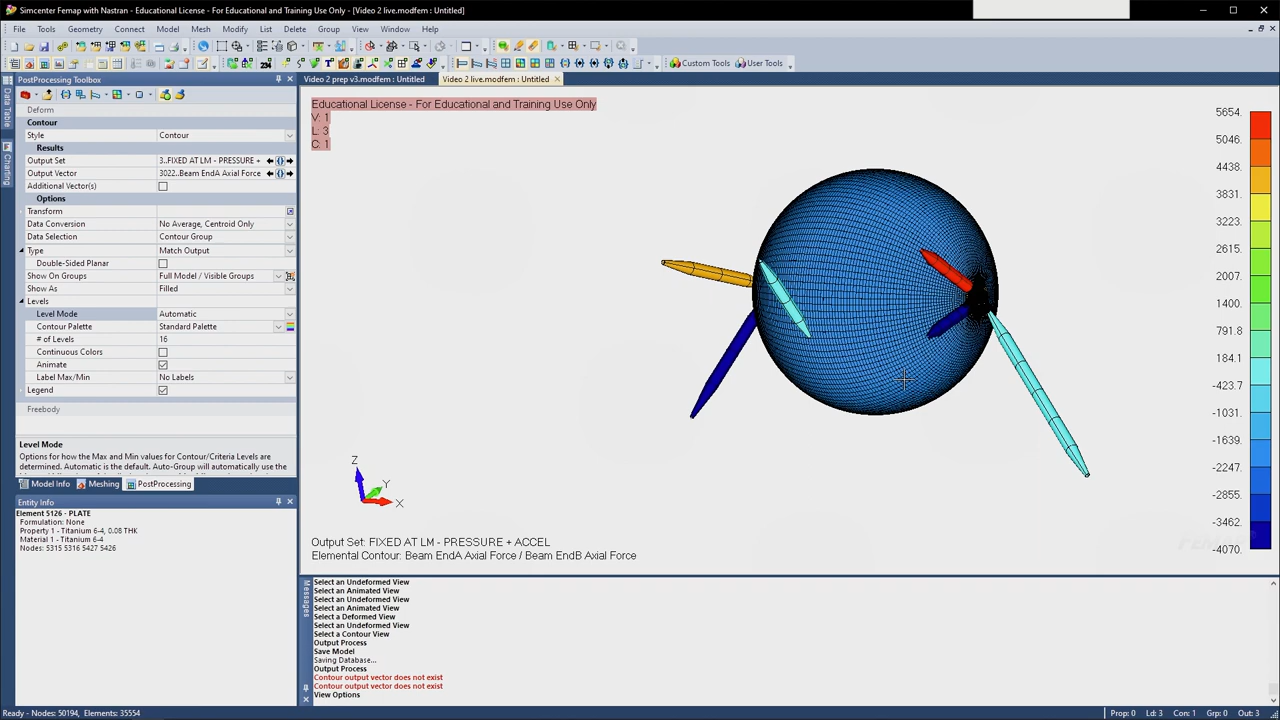 Simcenter Femap with Nastran - Educational License - For Educational and Training Use Only - [Video 2 live.modfem : Untitled]
File Tools Geometry Connect Model Mesh Modify List Delete Group View Window Help
Custom Tools User Tools
PostProcessing Toolbox
Video 2 prep v3.modfem : Untitled Video 2 live.modfem : Untitled
Data Table
Charting
Deform
Contour
Style Contour
Results
Output Set 3..FIXED AT LM - PRESSURE +
Output Vector 3022..Beam EndA Axial Force
Additional Vector(s)
Options
Transform
Data Conversion No Average, Centroid Only
Data Selection Contour Group
Type Match Output
Double-Sided Planar
Show On Groups Full Model / Visible Groups
Show As Filled
Levels
Level Mode Automatic
Contour Palette Standard Palette
# of Levels 16
Continuous Colors
Animate
Label Max/Min No Labels
Legend
Freebody
Level Mode
Options for how the Max and Min values for Contour/Criteria Levels are
determined. Automatic is the default. Auto-Group will automatically use the
Model Info Meshing PostProcessing
Entity Info
Element 5126 - PLATE
Formulation: None
Property 1 - Titanium 6-4, 0.08 THK
Material 1 - Titanium 6-4
Nodes: 5315 5316 5427 5426
Educational License - For Educational and Training Use Only
V: 1
L: 3
C: 1
5654.
5046.
4438.
3831.
3223.
2615.
2007.
1400.
791.8
184.1
-423.7
-1031.
-1639.
-2247.
-2855.
-3462.
-4070.
Z
Y
X
Output Set: FIXED AT LM - PRESSURE + ACCEL
Elemental Contour: Beam EndA Axial Force / Beam EndB Axial Force
Messages
Select an Undeformed View
Select an Animated View
Select an Undeformed View
Select an Animated View
Select a Deformed View
Select an Undeformed View
Select a Contour View
Output Process
Save Model
Saving Database...
Output Process
Contour output vector does not exist
Contour output vector does not exist
View Options
Ready - Nodes: 50194, Elements: 35554
Prop: 0 Ld: 3 Con: 1 Grp: 0 Out: 3